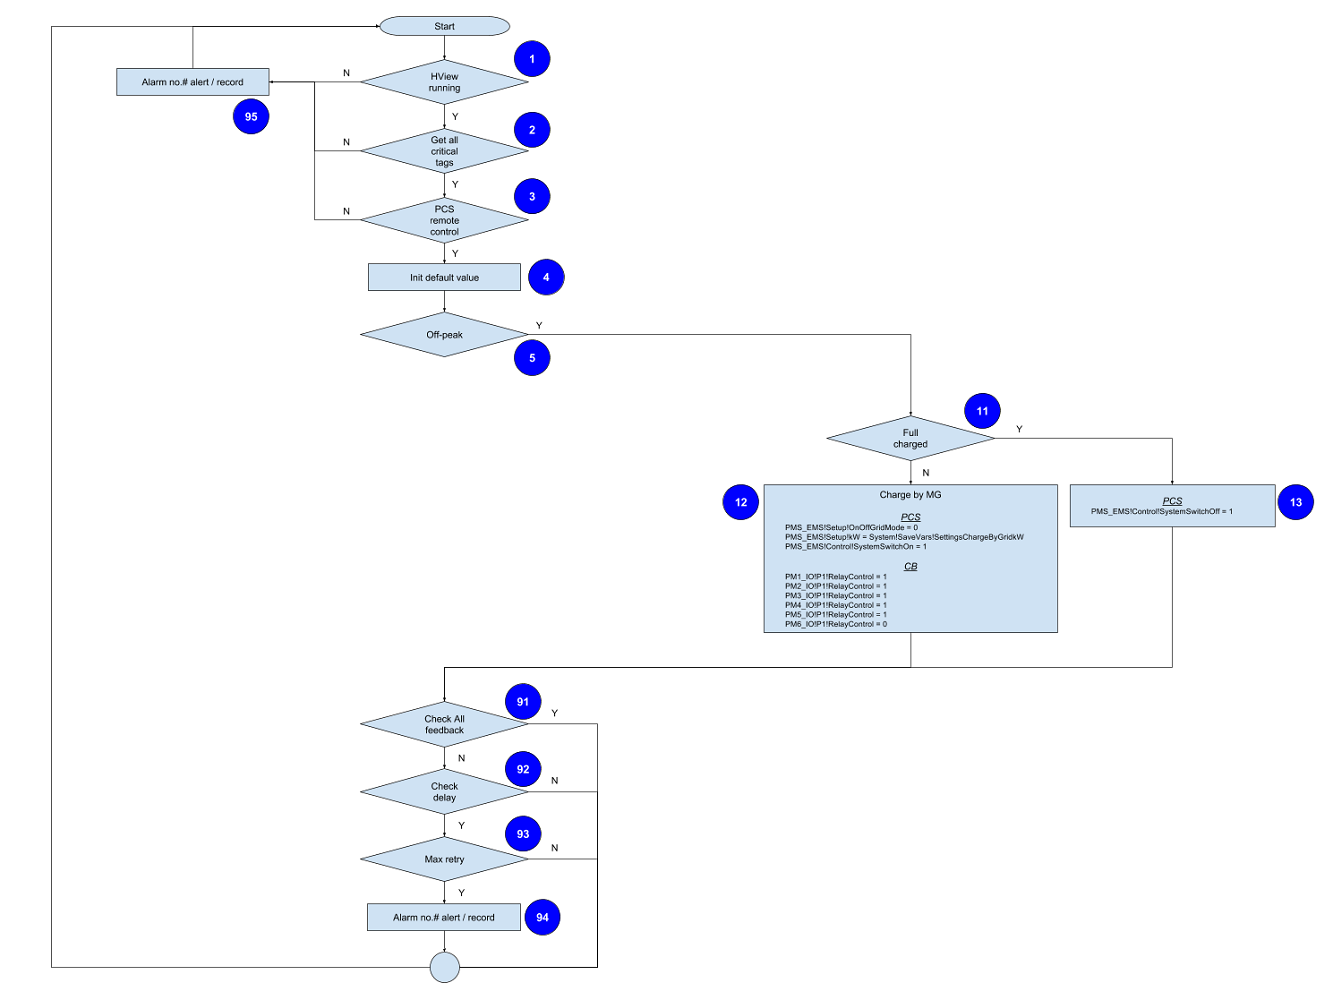 Start
1
HView
running
N
Alarm no.# alert / record
95
Y
2
Get all
critical
tags
N
Y
3
PCS
remote
control
N
Y
Init default value
4
Off-peak
Y
5
11
Full
charged
Y
N
12
Charge by MG
PCS
PMS_EMS!Setup!OnOffGridMode = 0
PMS_EMS!Setup!kW = System!SaveVars!SettingsChargeByGridkW
PMS_EMS!Control!SystemSwitchOn = 1
CB
PM1_IO!P1!RelayControl = 1
PM2_IO!P1!RelayControl = 1
PM3_IO!P1!RelayControl = 1
PM4_IO!P1!RelayControl = 1
PM5_IO!P1!RelayControl = 1
PM6_IO!P1!RelayControl = 0
PCS
PMS_EMS!Control!SystemSwitchOff = 1
13
91
Check All
feedback
Y
N
92
Check
delay
N
Y
93
Max retry
N
Y
Alarm no.# alert / record
94